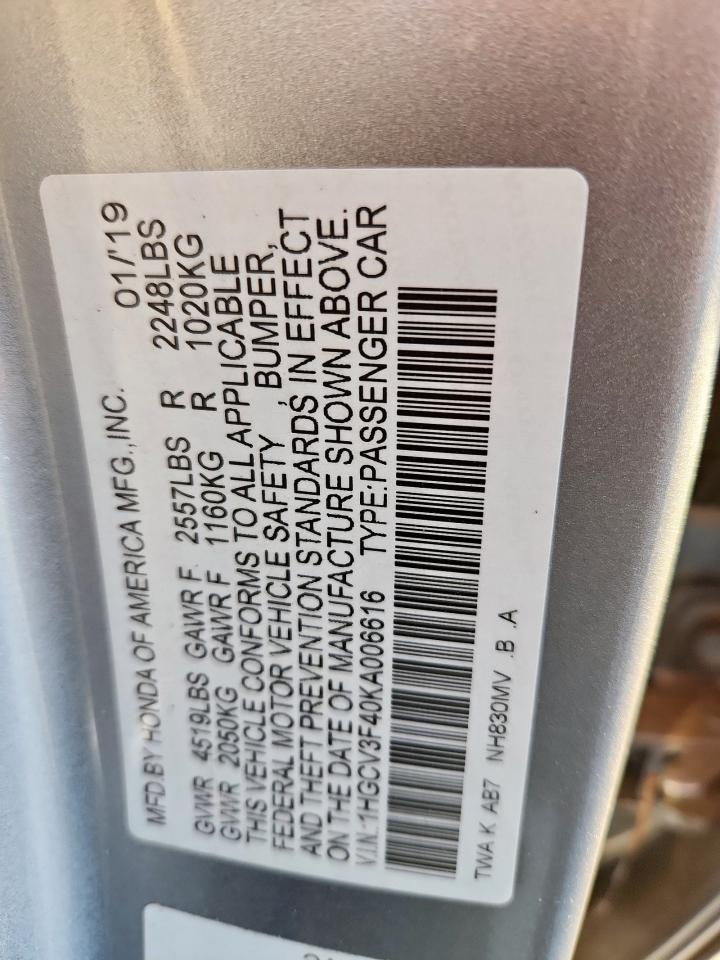 MFD.BY HONDA OF AMERICA MFG.,INC. 01/'19
GVWR 4519LBS GAWR F 2557LBS R 2248LBS
GVWR 2050KG GAWR F 1160KG R 1020KG
THIS VEHICLE CONFORMS TO ALL APPLICABLE
FEDERAL MOTOR VEHICLE SAFETY , BUMPER,
AND THEFT PREVENTION STANDARDS IN EFFECT
ON THE DATE OF MANUFACTURE SHOWN ABOVE.
V.I.N.:1HGCV3F40KA006616 TYPE:PASSENGER CAR
TWA K AB7 NH830MV .B .A